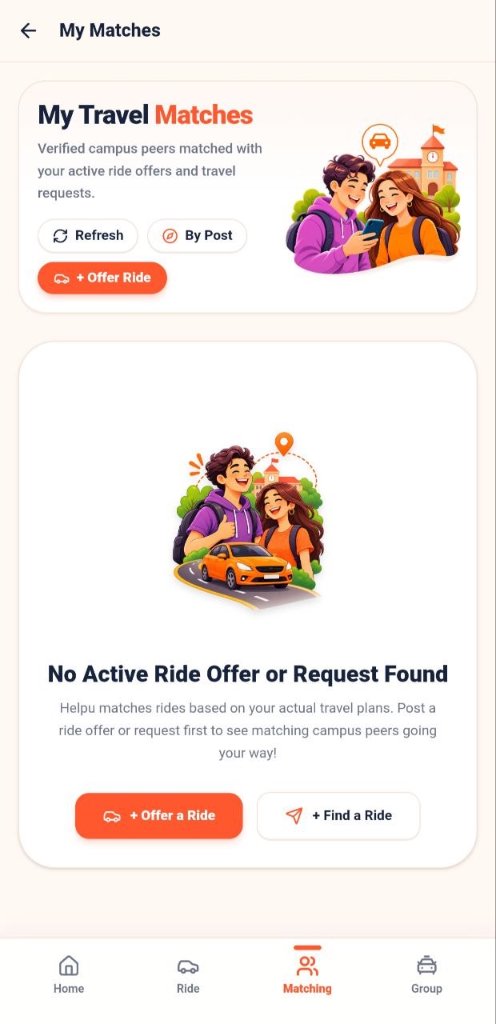 My Matches
My Travel Matches
Verified campus peers matched with
your active ride offers and travel
requests.
Refresh
By Post
+ Offer Ride
No Active Ride Offer or Request Found
Helpu matches rides based on your actual travel plans. Post a
ride offer or request first to see matching campus peers going
your way!
+ Offer a Ride
+ Find a Ride
Home
Ride
Matching
Group